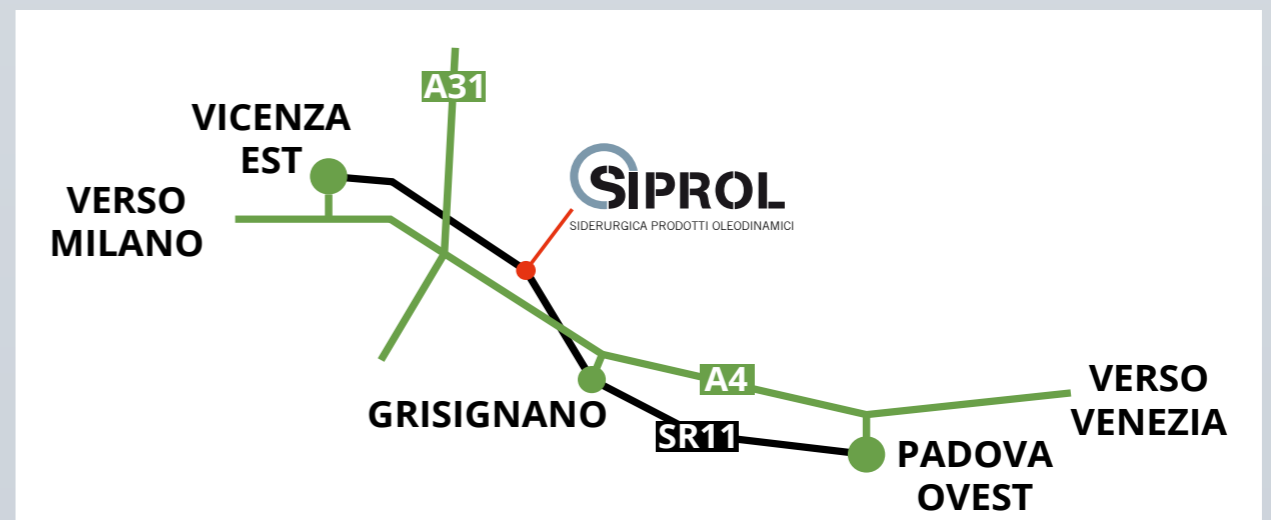 A31
VICENZA
EST
VERSO
MILANO
SIPROL
SIDERURGICA PRODOTTI OLEODINAMICI
GRISIGNANO
A4
SR11
VERSO
VENEZIA
PADOVA
OVEST